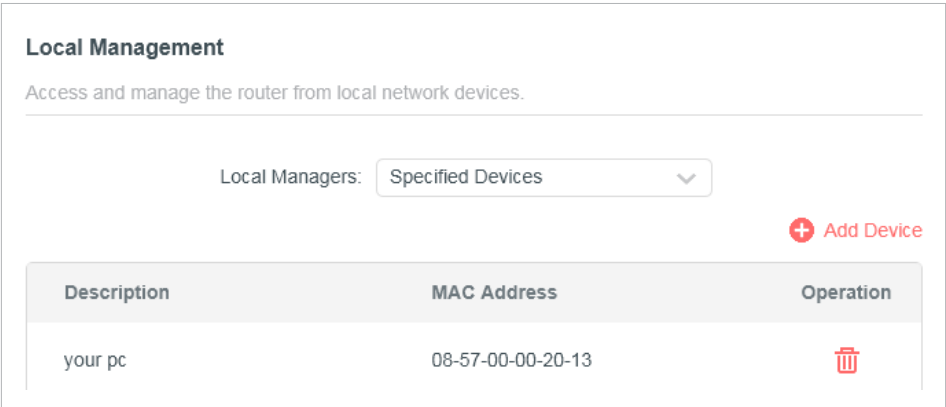 Local Management
Access and manage the router from local network devices.
Local Managers: Specified Devices
Add Device
Description MAC Address Operation
your pc 08-57-00-00-20-13